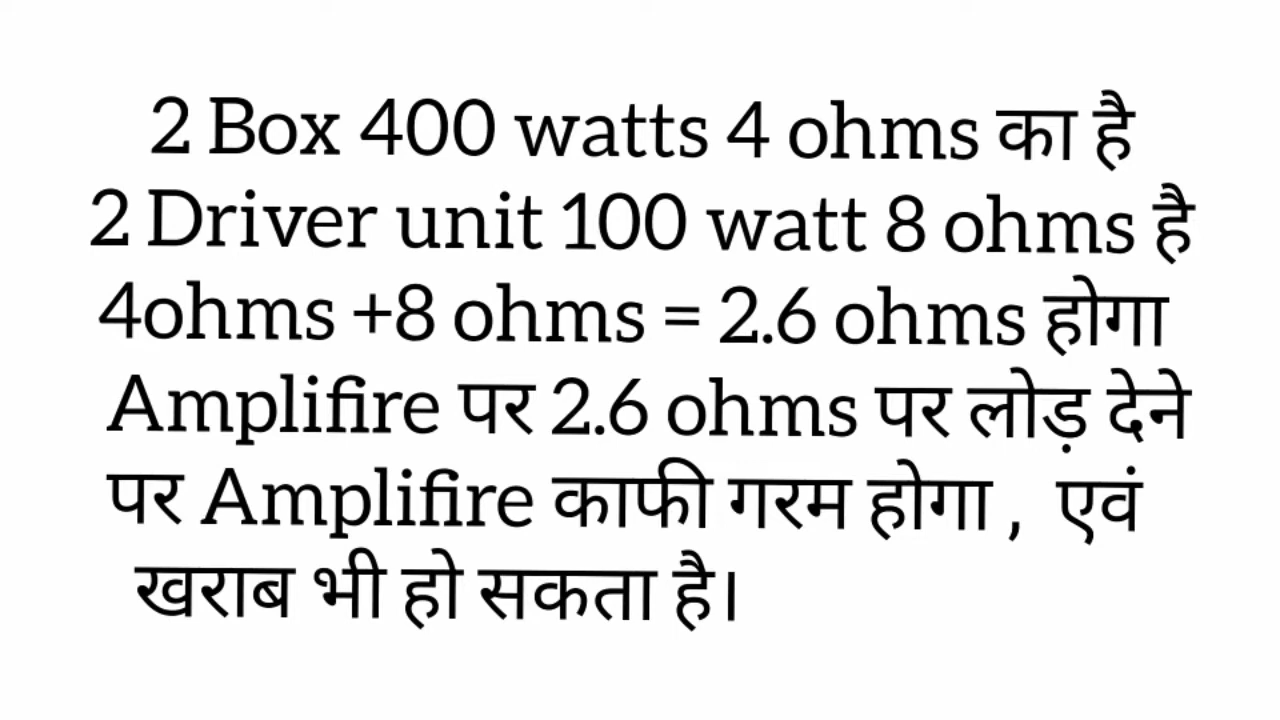 2 Box 400 watts 4 ohms का है
2 Driver unit 100 watt 8 ohms है
4ohms +8 ohms = 2.6 ohms होगा
Amplifire पर 2.6 ohms पर लोड़ देने
पर Amplifire काफी गरम होगा , एवं
खराब भी हो सकता है।